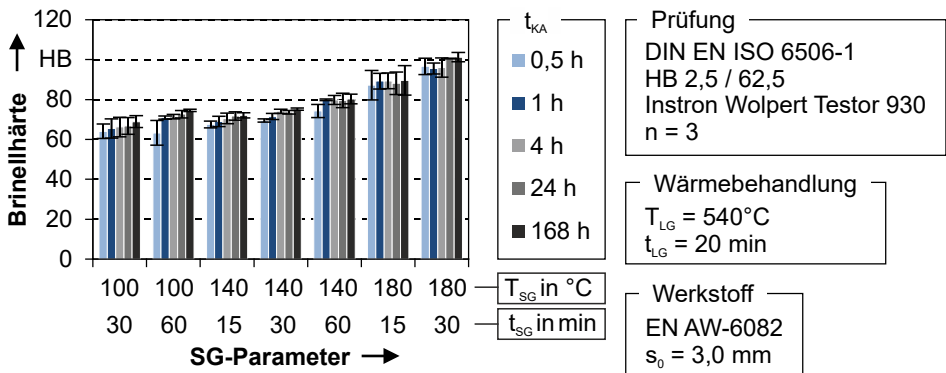 120
HB
80
60
40
20
0
Brinellhärte
100 100 140 140 140 180 180
T_SG in °C
30 60 15 30 60 15 30
t_SG in min
SG-Parameter
t_KA
0,5 h
1 h
4 h
24 h
168 h
Prüfung
DIN EN ISO 6506-1
HB 2,5 / 62,5
Instron Wolpert Testor 930
n = 3
Wärmebehandlung
T_LG = 540°C
t_LG = 20 min
Werkstoff
EN AW-6082
s_0 = 3,0 mm